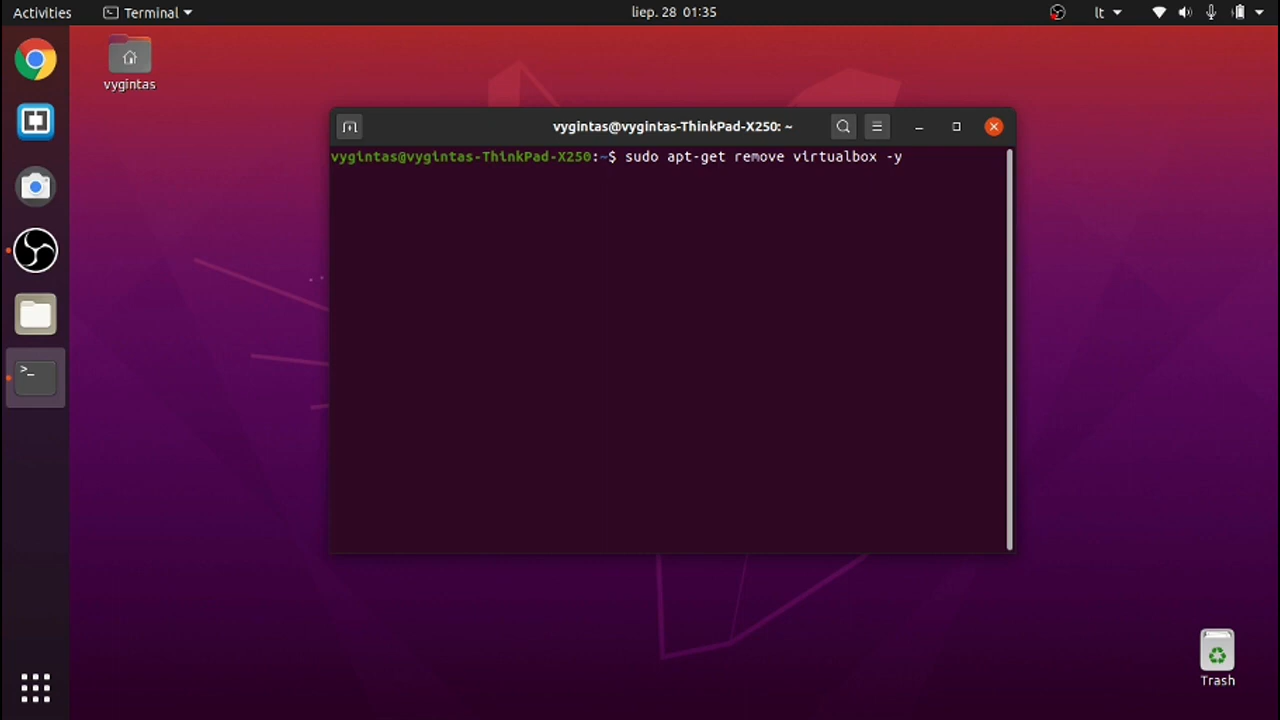 Activities
Terminal
liep. 28 01:35
lt
vygintas
vygintas@vygintas-ThinkPad-X250: ~
vygintas@vygintas-ThinkPad-X250:~$ sudo apt-get remove virtualbox -y
>_
Trash